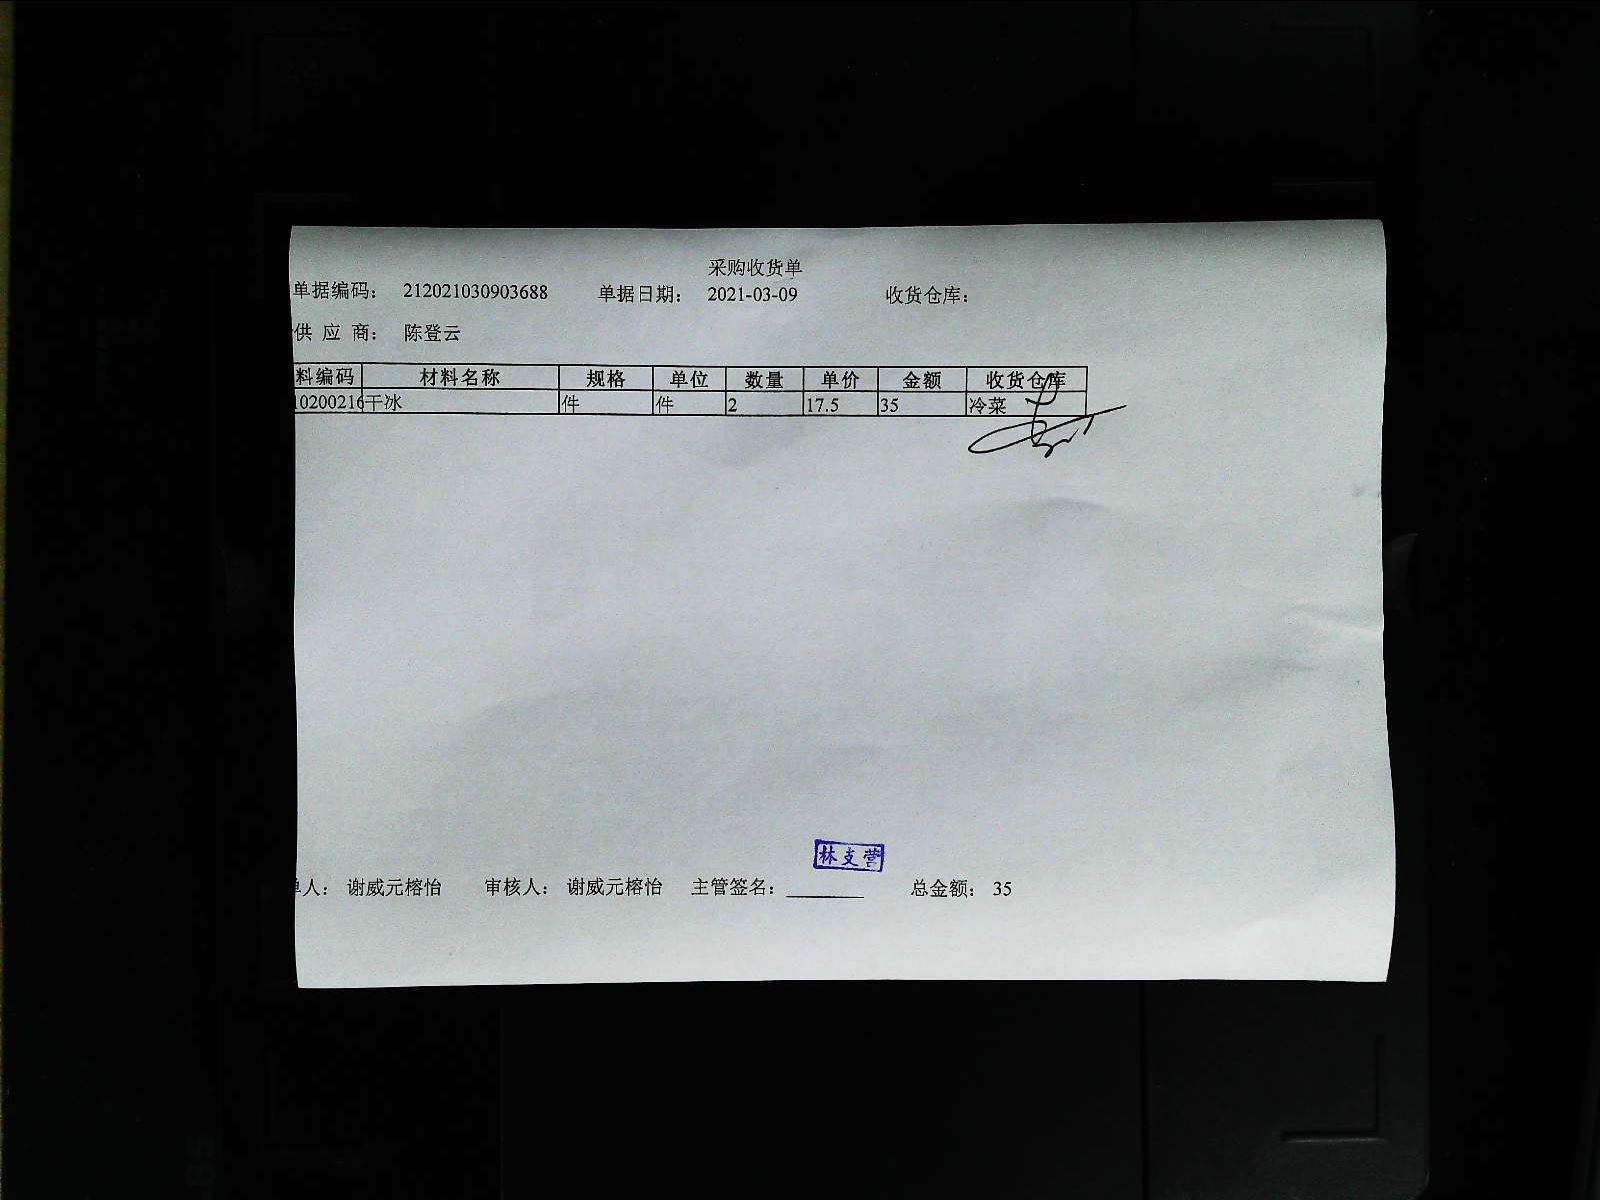 采购收货单
单据编码： 212021030903688 单据日期： 2021-03-09 收货仓库：
供 应 商： 陈登云
料编码 材料名称 规格 单位 数量 单价 金额 收货仓库
10200216 干冰 件 件 2 17.5 35 冷菜
林支营
单人： 谢威元榕怡 审核人： 谢威元榕怡 主管签名： 总金额： 35